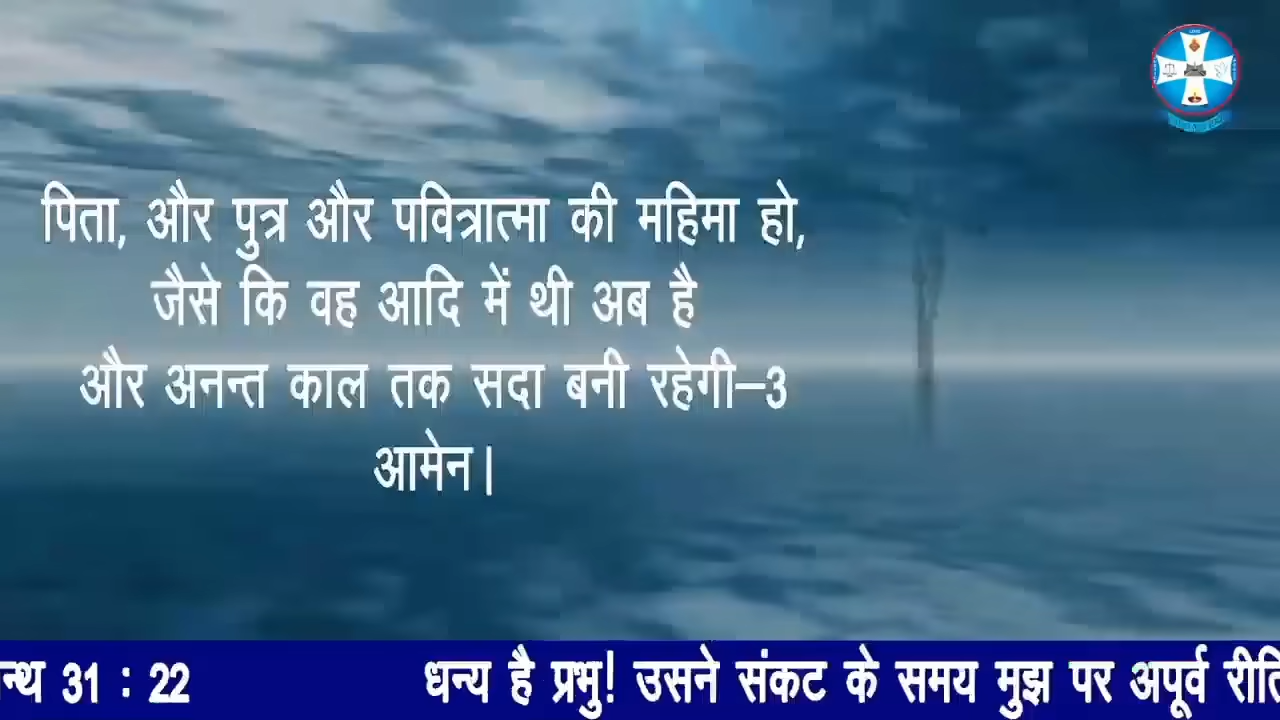 पिता, और पुत्र और पवित्रात्मा की महिमा हो,
जैसे कि वह आदि में थी अब है
और अनन्त काल तक सदा बनी रहेगी–3
आमेन।
न्थ 31 : 22 धन्य है प्रभु! उसने संकट के समय मुझ पर अपूर्व रीति